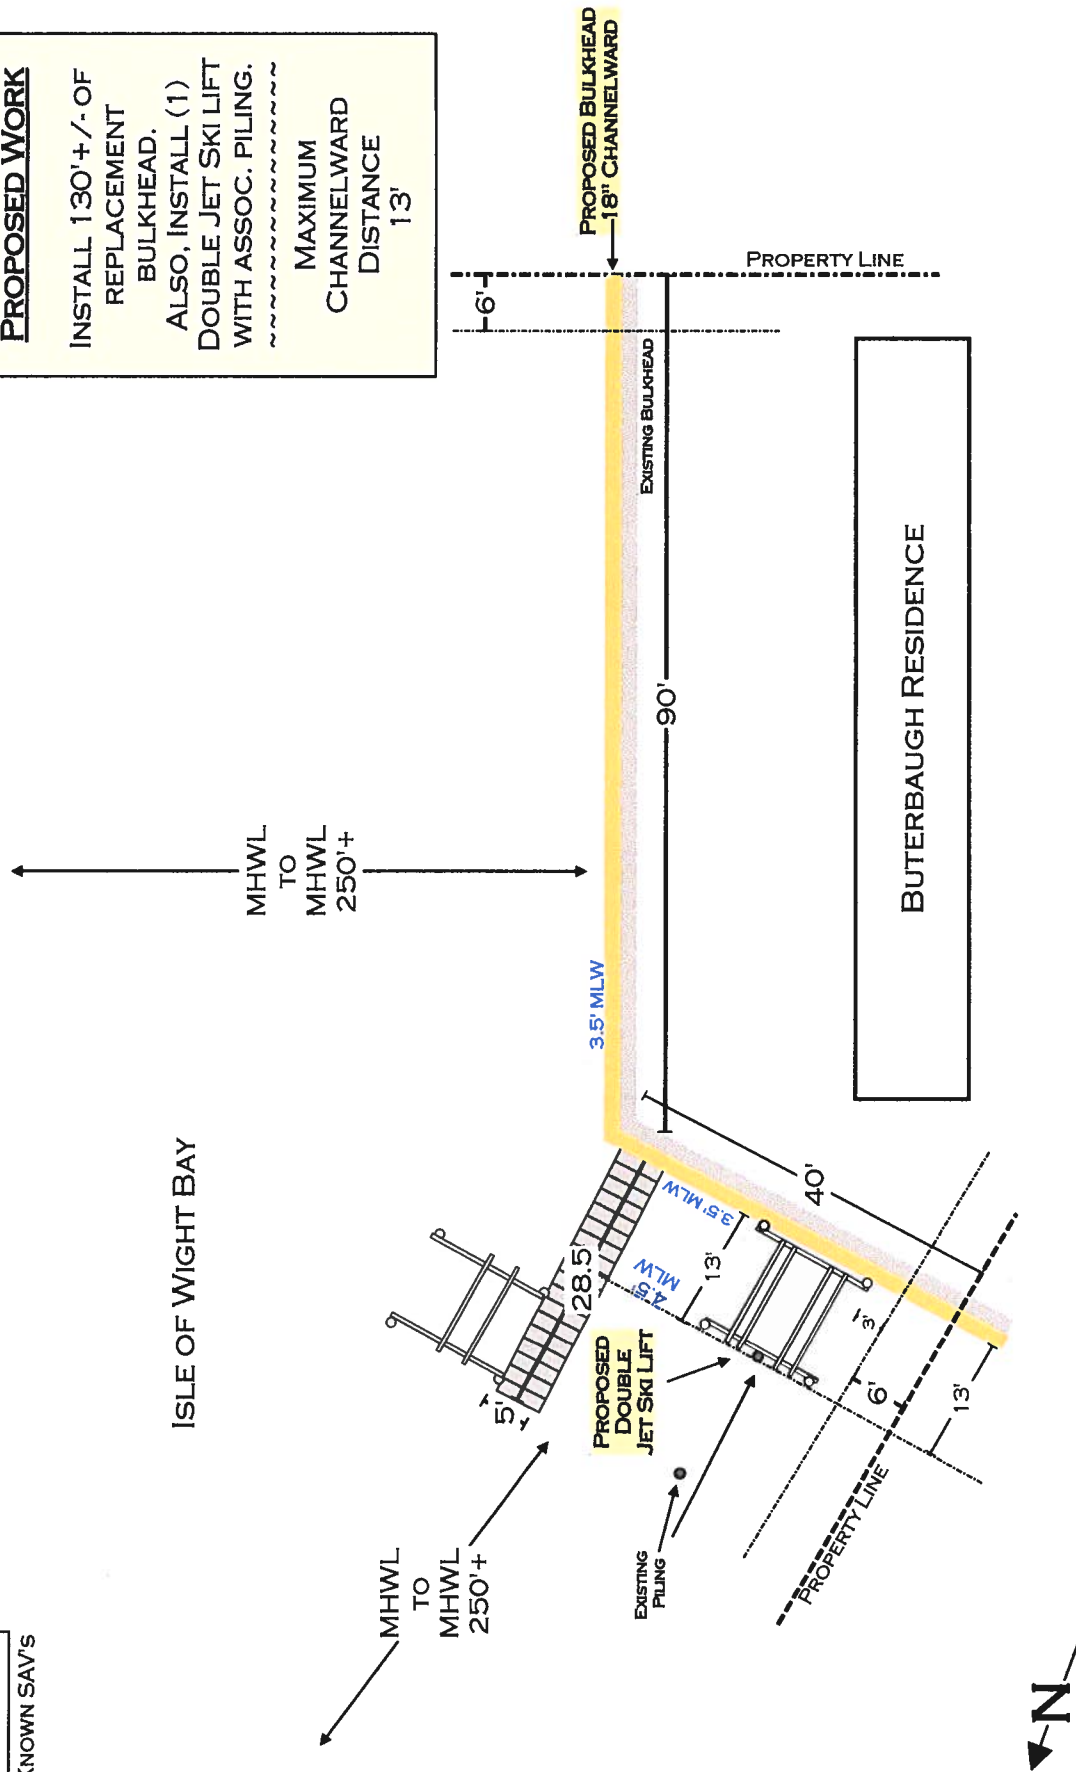 PROPOSED WORK
INSTALL 130'+/- OF
REPLACEMENT
BULKHEAD.
ALSO, INSTALL (1)
DOUBLE JET SKI LIFT
WITH ASSOC. PILING.
~~~~~~~~~~~~~~~~~~
MAXIMUM
CHANNELWARD
DISTANCE
13'
PROPOSED BULKHEAD
18" CHANNELWARD
PROPERTY LINE
6'
EXISTING BULKHEAD
90'
BUTERBAUGH RESIDENCE
MHWL
TO
MHWL
250'+
3.5' MLW
ISLE OF WIGHT BAY
40'
3.5' MLW
4.5'
MLW
13'
28.5'
5'
PROPOSED
DOUBLE
JET SKI LIFT
3'
6'
13'
EXISTING
PILING
PROPERTY LINE
MHWL
TO
MHWL
250'+
KNOWN SAV'S
N